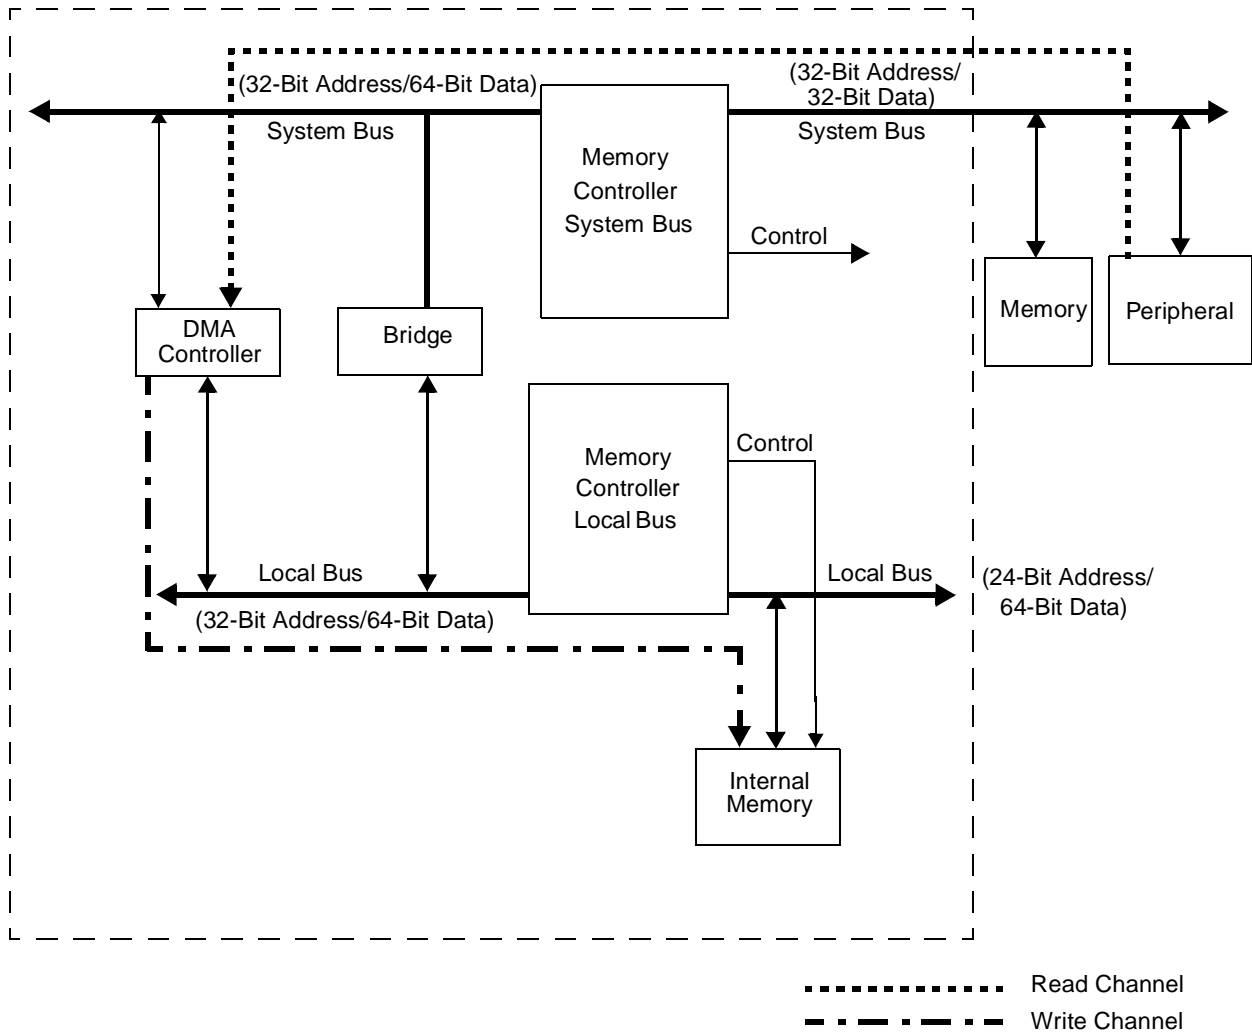 (32-Bit Address/64-Bit Data)
System Bus
(32-Bit Address/
32-Bit Data)
System Bus
Memory
Controller
System Bus
Control
DMA
Controller
Bridge
Memory
Peripheral
Memory
Controller
Local Bus
Control
Local Bus
(32-Bit Address/64-Bit Data)
Local Bus
(24-Bit Address/
64-Bit Data)
Internal
Memory
Read Channel
Write Channel